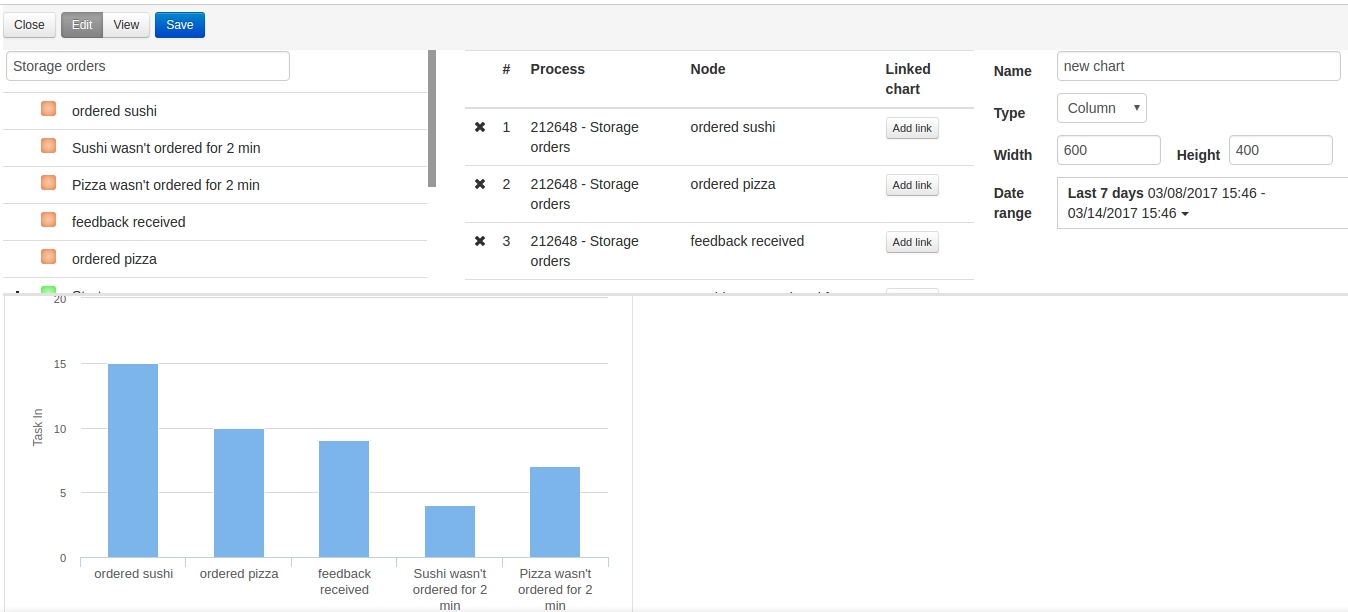 Close Edit View Save
Storage orders
ordered sushi
Sushi wasn't ordered for 2 min
Pizza wasn't ordered for 2 min
feedback received
ordered pizza
# Process Node Linked
chart
1 212648 - Storage ordered sushi Add link
orders
2 212648 - Storage ordered pizza Add link
orders
3 212648 - Storage feedback received Add link
orders
Name new chart
Type Column
Width 600 Height 400
Date Last 7 days 03/08/2017 15:46 -
range 03/14/2017 15:46
20
15
10
5
0
Task In
ordered sushi
ordered pizza
feedback
received
Sushi wasn't
ordered for 2
min
Pizza wasn't
ordered for 2
min